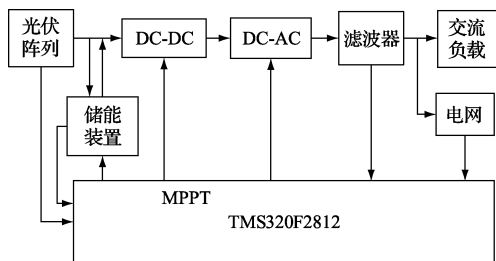 光伏
阵列
DC-DC
DC-AC
滤波器
交流
负载
储能
装置
电网
MPPT
TMS320F2812